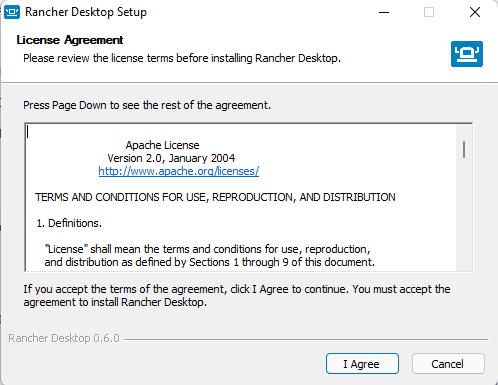 Rancher Desktop Setup
License Agreement
Please review the license terms before installing Rancher Desktop.
Press Page Down to see the rest of the agreement.
Apache License
Version 2.0, January 2004
http://www.apache.org/licenses/
TERMS AND CONDITIONS FOR USE, REPRODUCTION, AND DISTRIBUTION
1. Definitions.
"License" shall mean the terms and conditions for use, reproduction,
and distribution as defined by Sections 1 through 9 of this document.
If you accept the terms of the agreement, click I Agree to continue. You must accept the
agreement to install Rancher Desktop.
Rancher Desktop 0.6.0
I Agree
Cancel